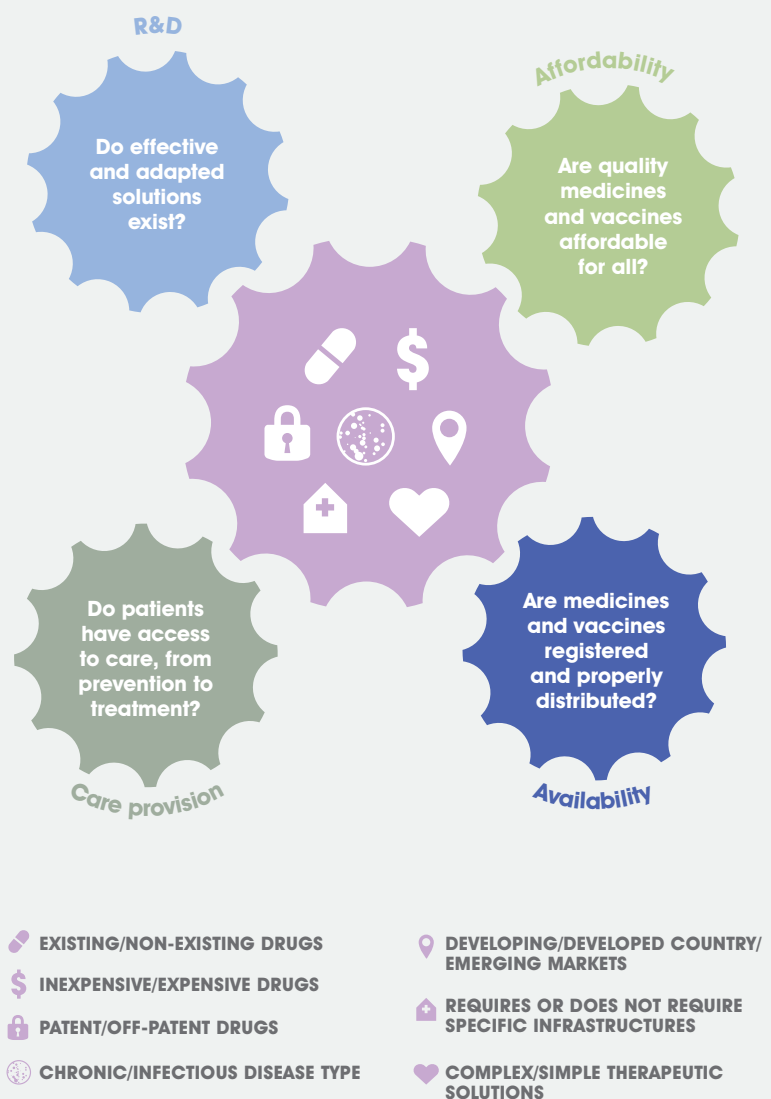 R&D
Do effective
and adapted
solutions
exist?
Affordability
Are quality
medicines
and vaccines
affordable
for all?
$
Do patients
have access
to care, from
prevention to
treatment?
Care provision
Are medicines
and vaccines
registered
and properly
distributed?
Availability
EXISTING/NON-EXISTING DRUGS
$ INEXPENSIVE/EXPENSIVE DRUGS
PATENT/OFF-PATENT DRUGS
CHRONIC/INFECTIOUS DISEASE TYPE
DEVELOPING/DEVELOPED COUNTRY/
EMERGING MARKETS
REQUIRES OR DOES NOT REQUIRE
SPECIFIC INFRASTRUCTURES
COMPLEX/SIMPLE THERAPEUTIC
SOLUTIONS